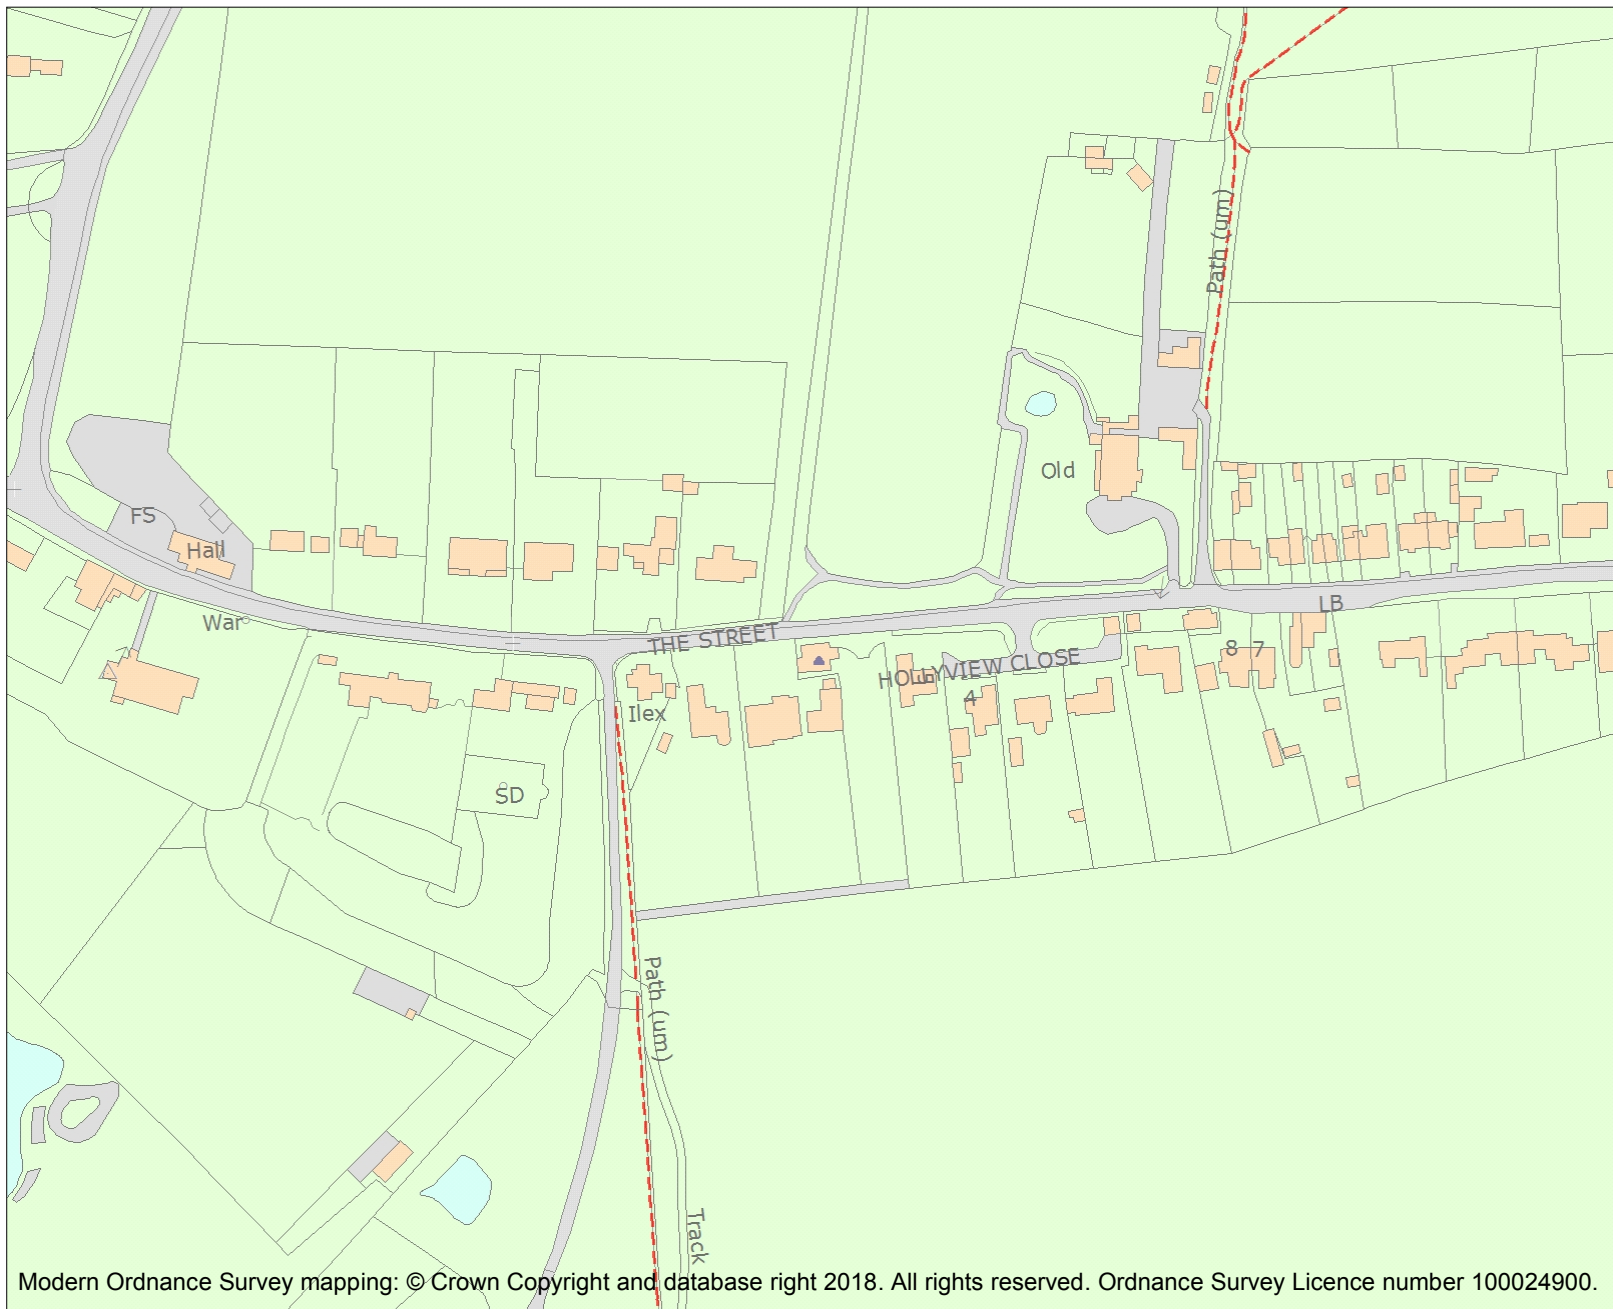 Path (um)
Old
FS
Hall
LB
War
THE STREET
8 7
HOLLYVIEW CLOSE
4
Ilex
SD
Path (um)
Track
Modern Ordnance Survey mapping: © Crown Copyright and database right 2018. All rights reserved. Ordnance Survey Licence number 100024900.